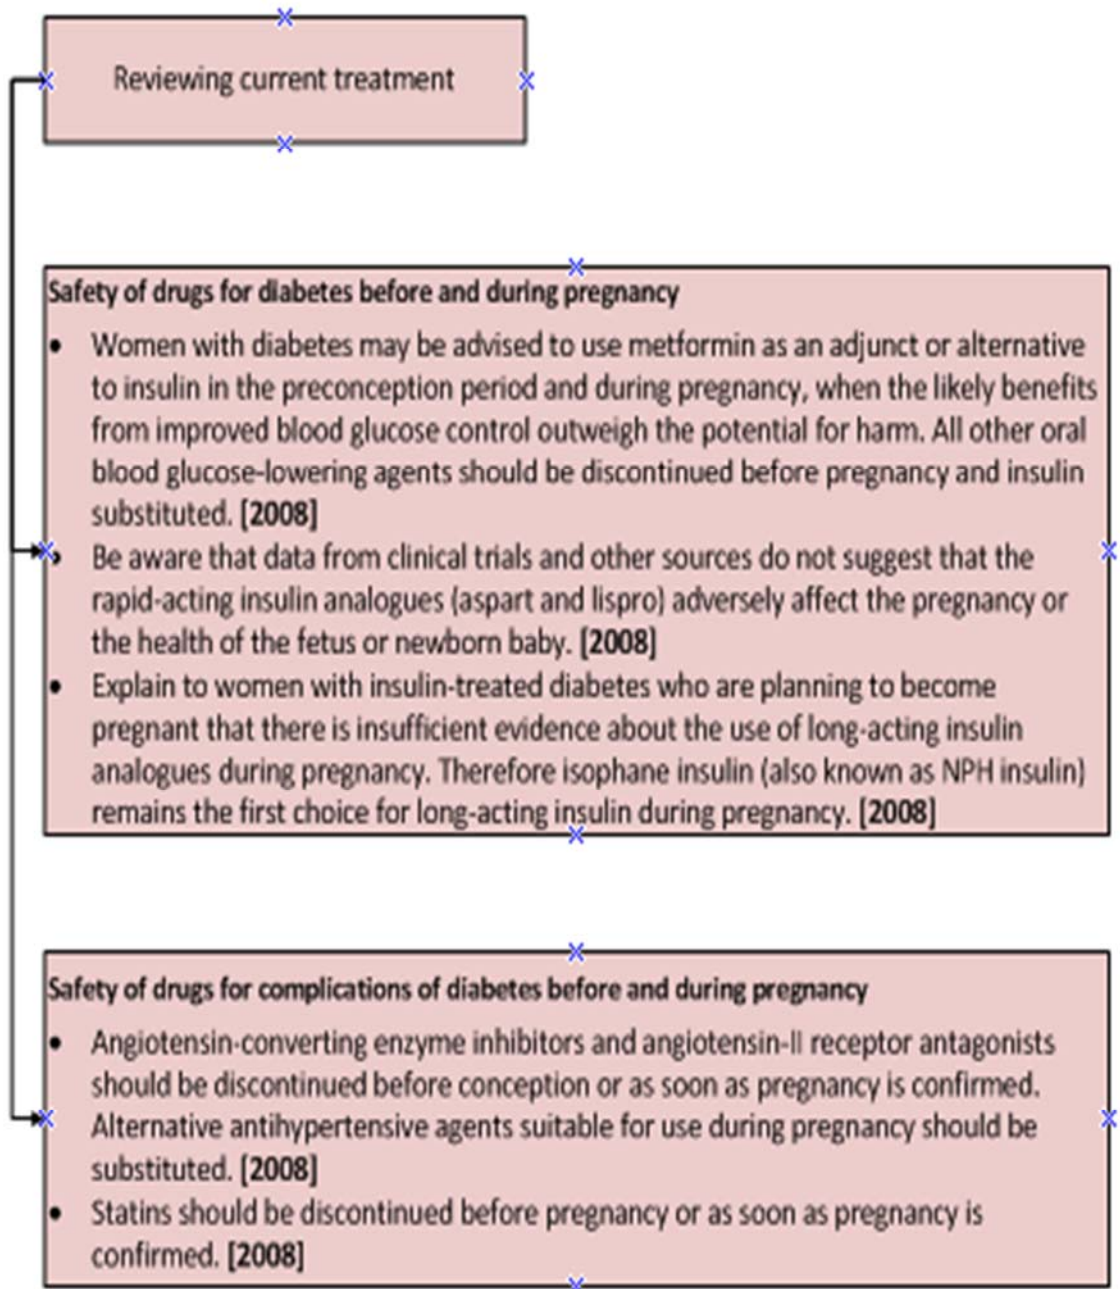 Reviewing current treatment
Safety of drugs for diabetes before and during pregnancy
• Women with diabetes may be advised to use metformin as an adjunct or alternative
to insulin in the preconception period and during pregnancy, when the likely benefits
from improved blood glucose control outweigh the potential for harm. All other oral
blood glucose-lowering agents should be discontinued before pregnancy and insulin
substituted. [2008]
• Be aware that data from clinical trials and other sources do not suggest that the
rapid-acting insulin analogues (aspart and lispro) adversely affect the pregnancy or
the health of the fetus or newborn baby. [2008]
• Explain to women with insulin-treated diabetes who are planning to become
pregnant that there is insufficient evidence about the use of long-acting insulin
analogues during pregnancy. Therefore isophane insulin (also known as NPH insulin)
remains the first choice for long-acting insulin during pregnancy. [2008]
Safety of drugs for complications of diabetes before and during pregnancy
• Angiotensin-converting enzyme inhibitors and angiotensin-II receptor antagonists
should be discontinued before conception or as soon as pregnancy is confirmed.
Alternative antihypertensive agents suitable for use during pregnancy should be
substituted. [2008]
• Statins should be discontinued before pregnancy or as soon as pregnancy is
confirmed. [2008]